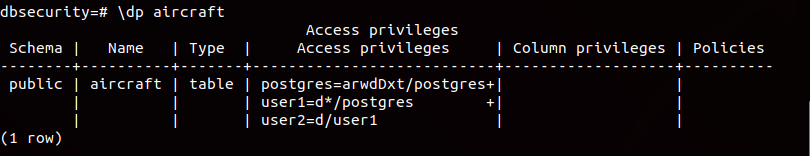 dbsecurity=# \dp aircraft
                                  Access privileges
 Schema |   Name   | Type  |     Access privileges     | Column privileges | Policies
--------+----------+-------+---------------------------+-------------------+----------
 public | aircraft | table | postgres=arwdDxt/postgres+|                   |
        |          |       | user1=d*/postgres        +|                   |
        |          |       | user2=d/user1             |                   |
(1 row)